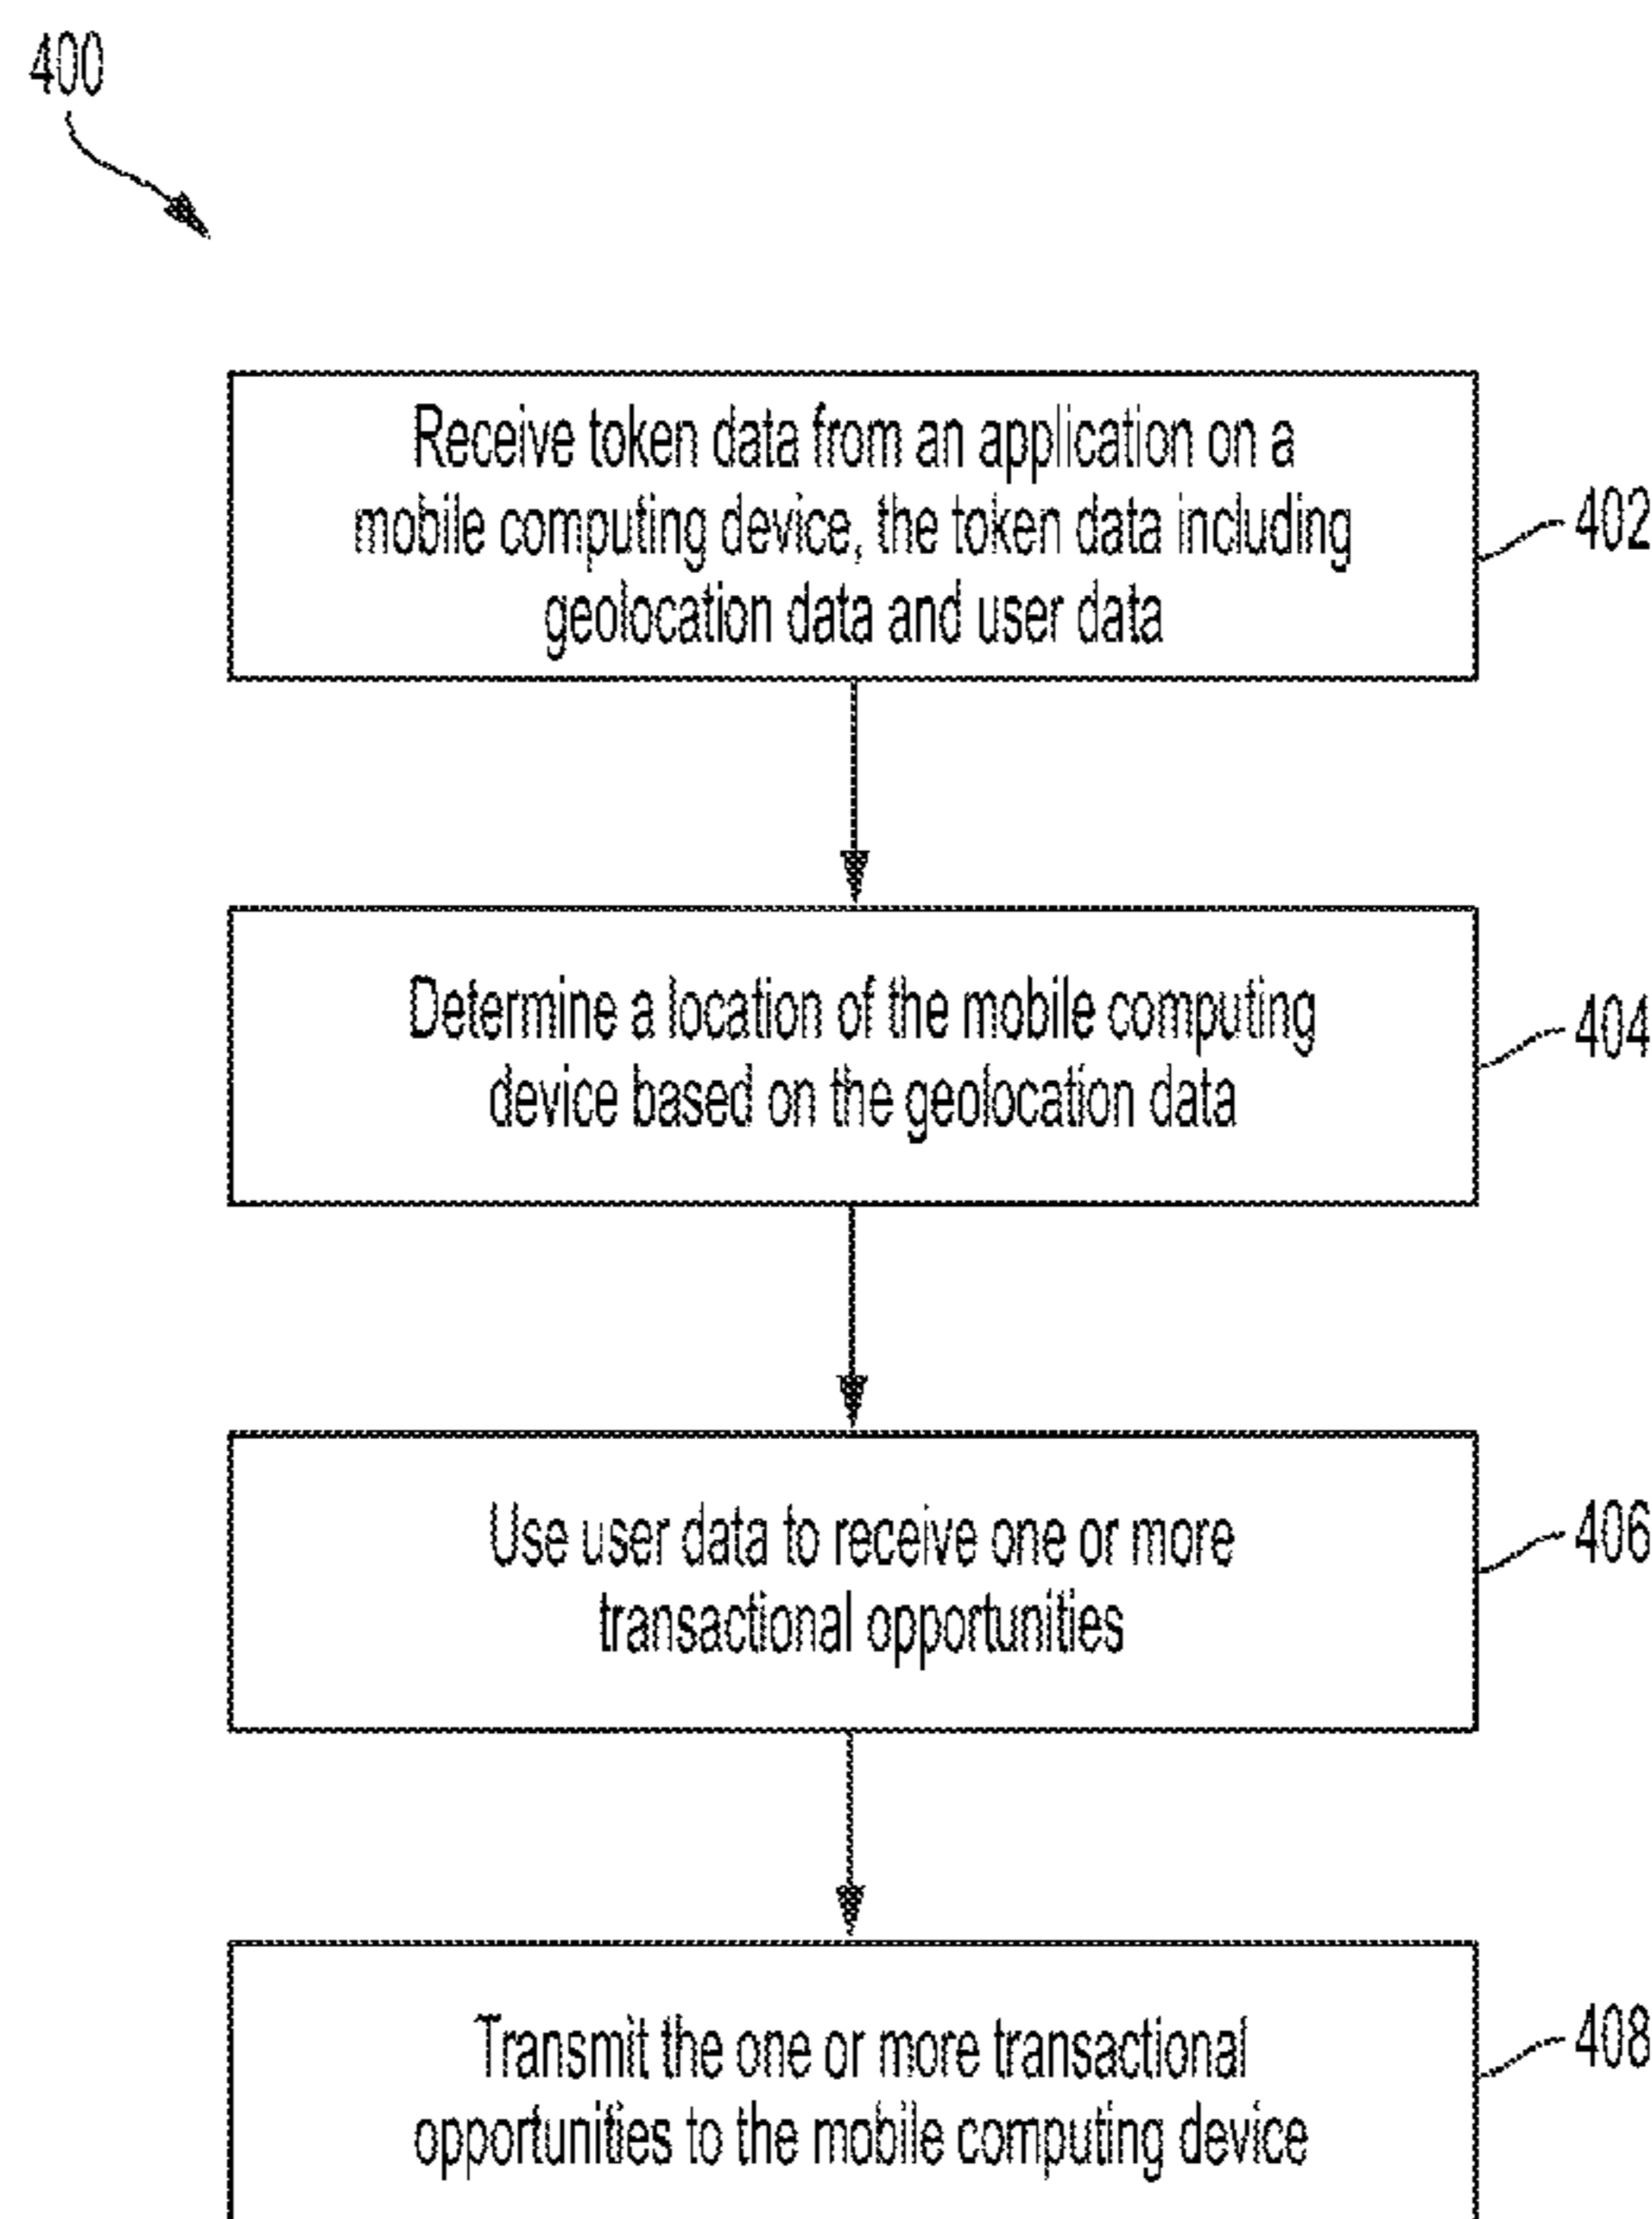 400
Receive token data from an application on a
mobile computing device, the token data including
geolocation data and user data
402
Determine a location of the mobile computing
device based on the geolocation data
404
Use user data to receive one or more
transactional opportunities
406
Transmit the one or more transactional
opportunities to the mobile computing device
408